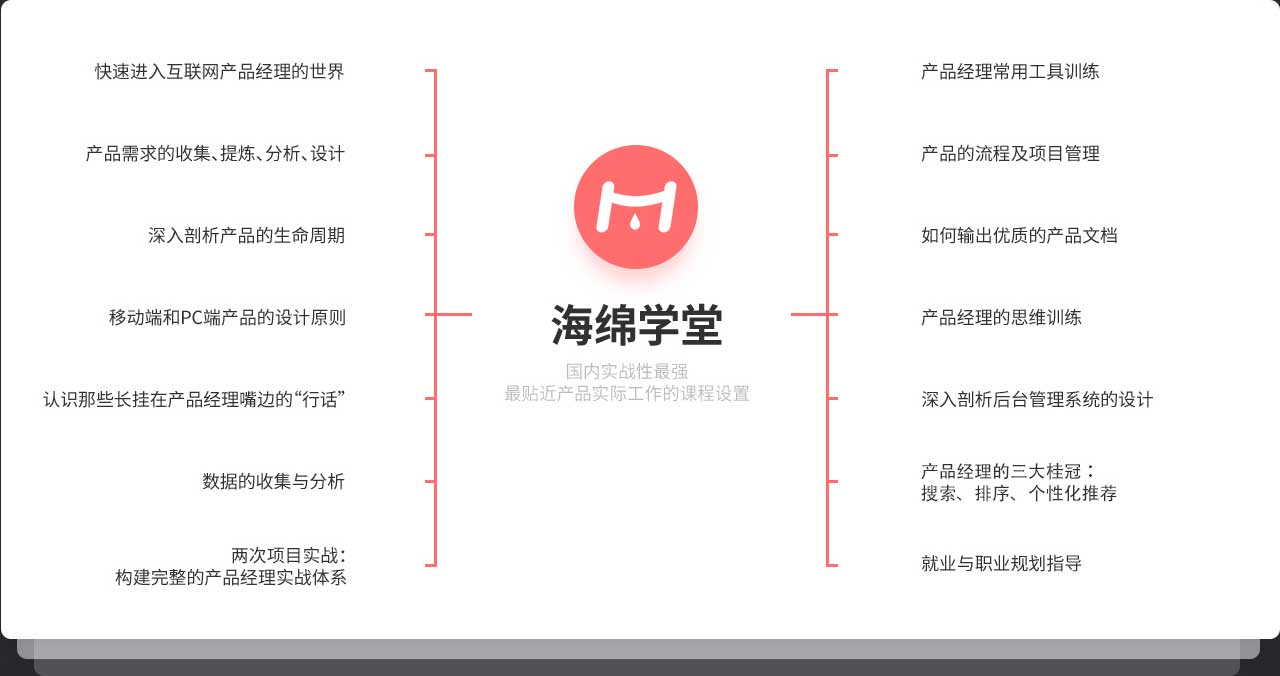 快速进入互联网产品经理的世界
产品需求的收集、提炼、分析、设计
深入剖析产品的生命周期
移动端和PC端产品的设计原则
认识那些长挂在产品经理嘴边的“行话”
数据的收集与分析
两次项目实战：
构建完整的产品经理实战体系
海绵学堂
国内实战性最强
最贴近产品实际工作的课程设置
产品经理常用工具训练
产品的流程及项目管理
如何输出优质的产品文档
产品经理的思维训练
深入剖析后台管理系统的设计
产品经理的三大桂冠：
搜索、排序、个性化推荐
就业与职业规划指导